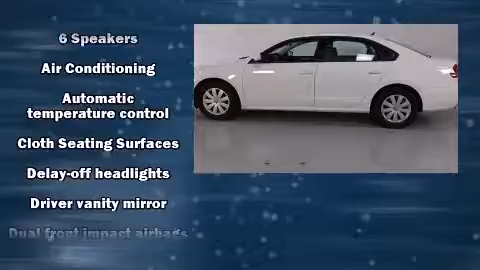 6 Speakers
Air Conditioning
Automatic
temperature control
Cloth Seating Surfaces
Delay-off headlights
Driver vanity mirror
Dual front impact airbags